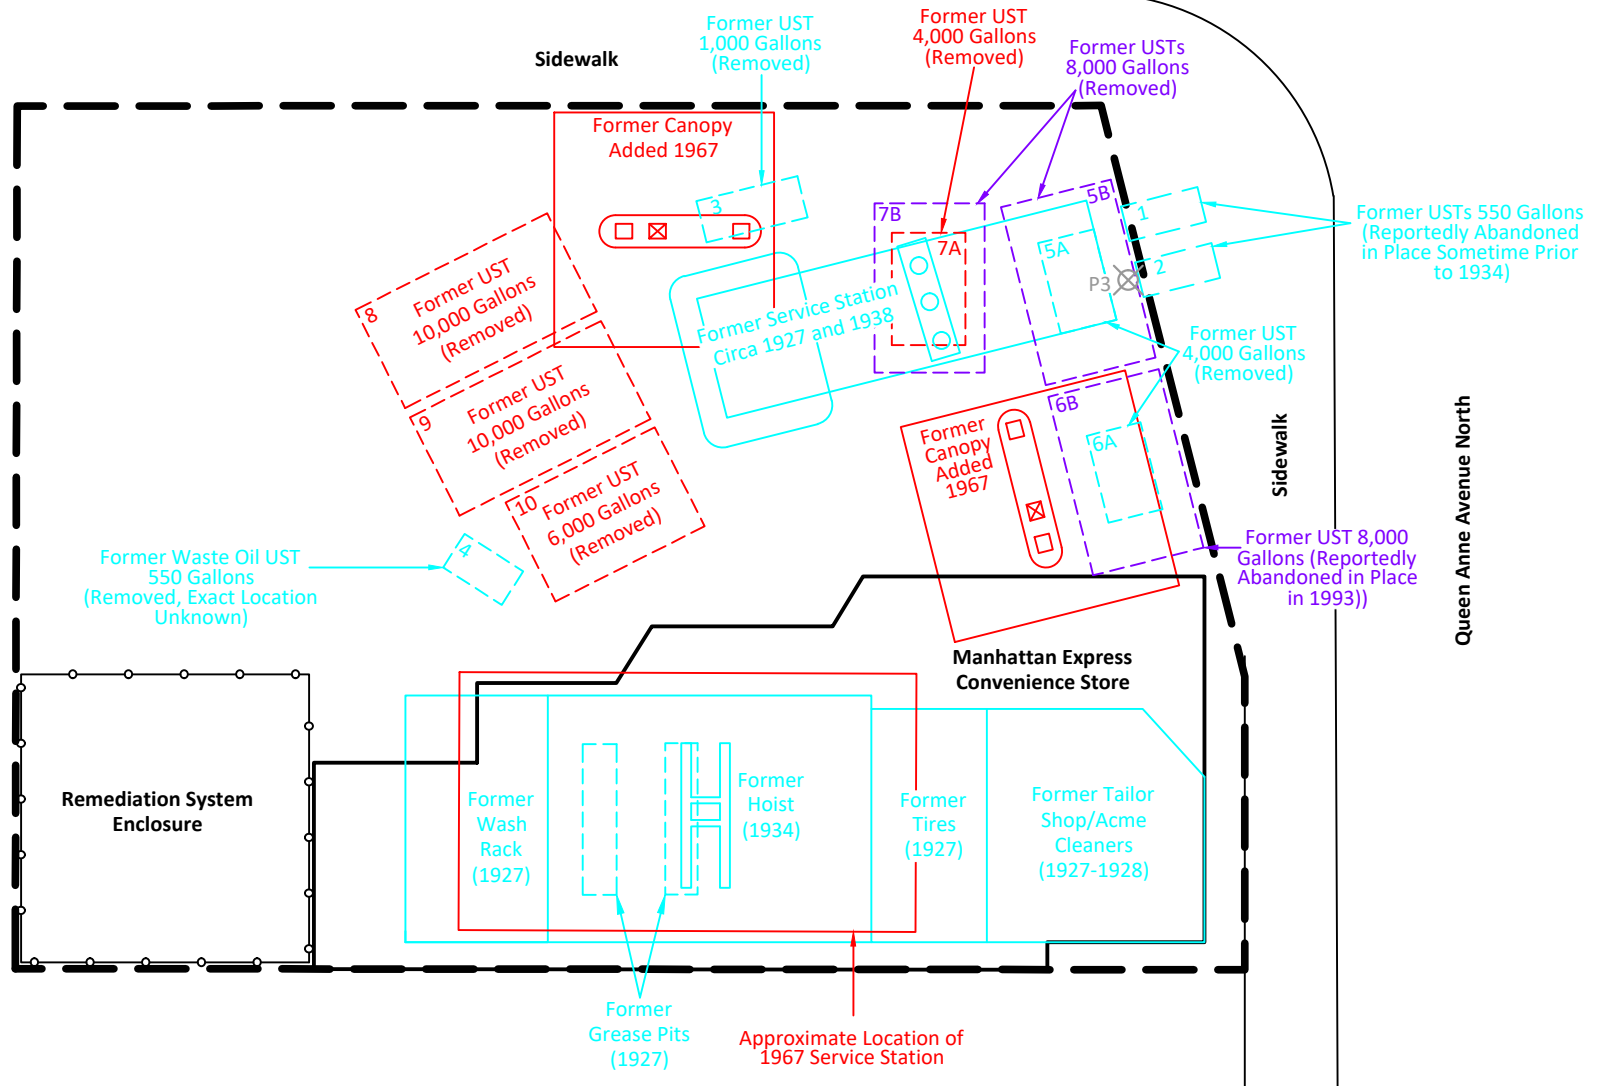 Former UST
1,000 Gallons
(Removed)
Former UST
4,000 Gallons
(Removed)
Former USTs
8,000 Gallons
(Removed)
Sidewalk
Former Canopy
Added 1967
3
7B
7A
5B
5A
1
2
P3
Former USTs 550 Gallons
(Reportedly Abandoned
in Place Sometime Prior
to 1934)
8
Former UST
10,000 Gallons
(Removed)
Former Service Station
Circa 1927 and 1938
Former UST
4,000 Gallons
(Removed)
9
Former UST
10,000 Gallons
(Removed)
6B
6A
Former
Canopy
Added
1967
Sidewalk
Queen Anne Avenue North
10
Former UST
6,000 Gallons
(Removed)
4
Former Waste Oil UST
550 Gallons
(Removed, Exact Location
Unknown)
Former UST 8,000
Gallons (Reportedly
Abandoned in Place
in 1993))
Manhattan Express
Convenience Store
Remediation System
Enclosure
Former
Wash
Rack
(1927)
Former
Hoist
(1934)
Former
Tires
(1927)
Former Tailor
Shop/Acme
Cleaners
(1927-1928)
Former
Grease Pits
(1927)
Approximate Location of
1967 Service Station